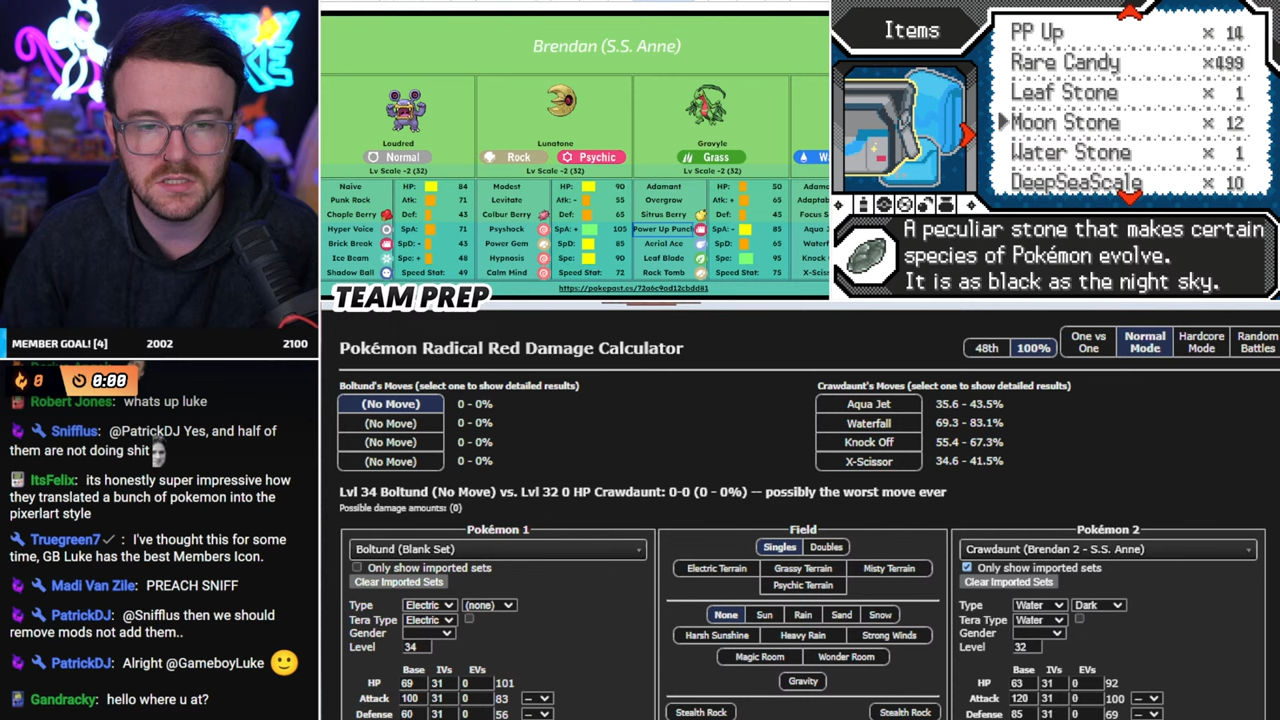 Brendan (S.S. Anne)
Loudred
Normal
Lv Scale -2 (32)
Naive HP: 84
Punk Rock Atk: 71
Chople Berry Def: 43
Hyper Voice SpA: 71
Brick Break SpD: - 43
Ice Beam Spe: + 48
Shadow Ball Speed Stat: 49
Lunatone
Rock Psychic
Lv Scale -2 (32)
Modest HP: 90
Levitate Atk: - 55
Colbur Berry Def: 65
Psyshock SpA: + 105
Power Gem SpD: 85
Hypnosis Spe: 90
Calm Mind Speed Stat: 72
Grovyle
Grass
Lv Scale -2 (32)
Adamant HP: 50
Overgrow Atk: + 65
Sitrus Berry Def: 45
Power Up Punch SpA: - 85
Aerial Ace SpD: 65
Leaf Blade Spe: 95
Rock Tomb Speed Stat: 75
https://pokepast.es/72a6c9ad12cbdd81
TEAM PREP
Items
PP Up × 14
Rare Candy ×499
Leaf Stone × 1
Moon Stone × 12
Water Stone × 1
DeepSeaScale × 10
A peculiar stone that makes certain
species of Pokémon evolve.
It is as black as the night sky.
MEMBER GOAL! [4] 2002 2100
0 0:00
Robert Jones: whats up luke
Snifflus: @PatrickDJ Yes, and half of
them are not doing shit
ItsFelix: its honestly super impressive how
they translated a bunch of pokemon into the
pixerlart style
Truegreen7 I've thought this for some
time, GB Luke has the best Members Icon.
Madi Van Zile: PREACH SNIFF
PatrickDJ: @Snifflus then we should
remove mods not add them..
PatrickDJ: Alright @GameboyLuke
Gandracky: hello where u at?
Pokémon Radical Red Damage Calculator
48th 100%
One vs
One
Normal
Mode
Hardcore
Mode
Random
Battles
Boltund's Moves (select one to show detailed results)
(No Move) 0 - 0%
(No Move) 0 - 0%
(No Move) 0 - 0%
(No Move) 0 - 0%
Crawdaunt's Moves (select one to show detailed results)
Aqua Jet 35.6 - 43.5%
Waterfall 69.3 - 83.1%
Knock Off 55.4 - 67.3%
X-Scissor 34.6 - 41.5%
Lvl 34 Boltund (No Move) vs. Lvl 32 0 HP Crawdaunt: 0-0 (0 - 0%) — possibly the worst move ever
Possible damage amounts: (0)
Pokémon 1
Boltund (Blank Set)
Only show imported sets
Clear Imported Sets
Type Electric (none)
Tera Type Electric
Gender
Level 34
Base IVs EVs
HP 69 31 0 101
Attack 100 31 0 83 --
Defense 60 31 0 56 --
Field
Singles Doubles
Electric Terrain Grassy Terrain Misty Terrain
Psychic Terrain
None Sun Rain Sand Snow
Harsh Sunshine Heavy Rain Strong Winds
Magic Room Wonder Room
Gravity
Stealth Rock Stealth Rock
Pokémon 2
Crawdaunt (Brendan 2 - S.S. Anne)
Only show imported sets
Clear Imported Sets
Type Water Dark
Tera Type Water
Gender
Level 32
Base IVs EVs
HP 63 31 0 92
Attack 120 31 0 100 --
Defense 85 31 0 69 --